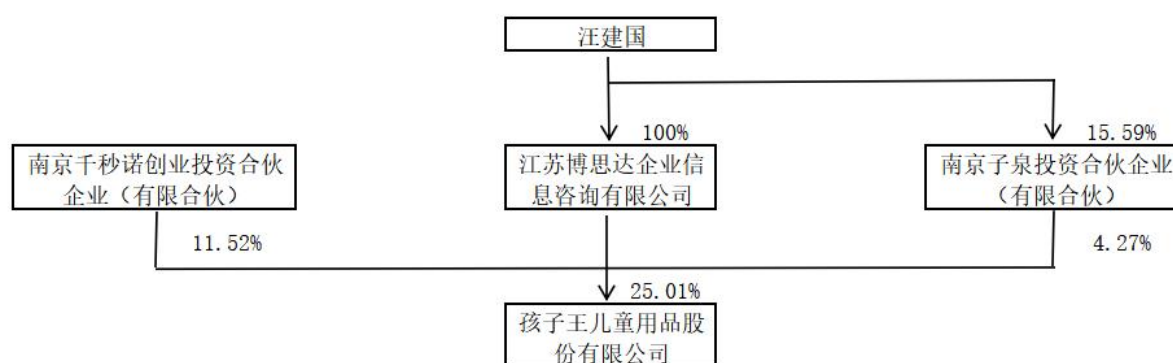 汪建国
100%
15.59%
南京千秒诺创业投资合伙
企业（有限合伙）
江苏博思达企业信
息咨询有限公司
南京子泉投资合伙企业
（有限合伙）
11.52%
4.27%
25.01%
孩子王儿童用品股
份有限公司